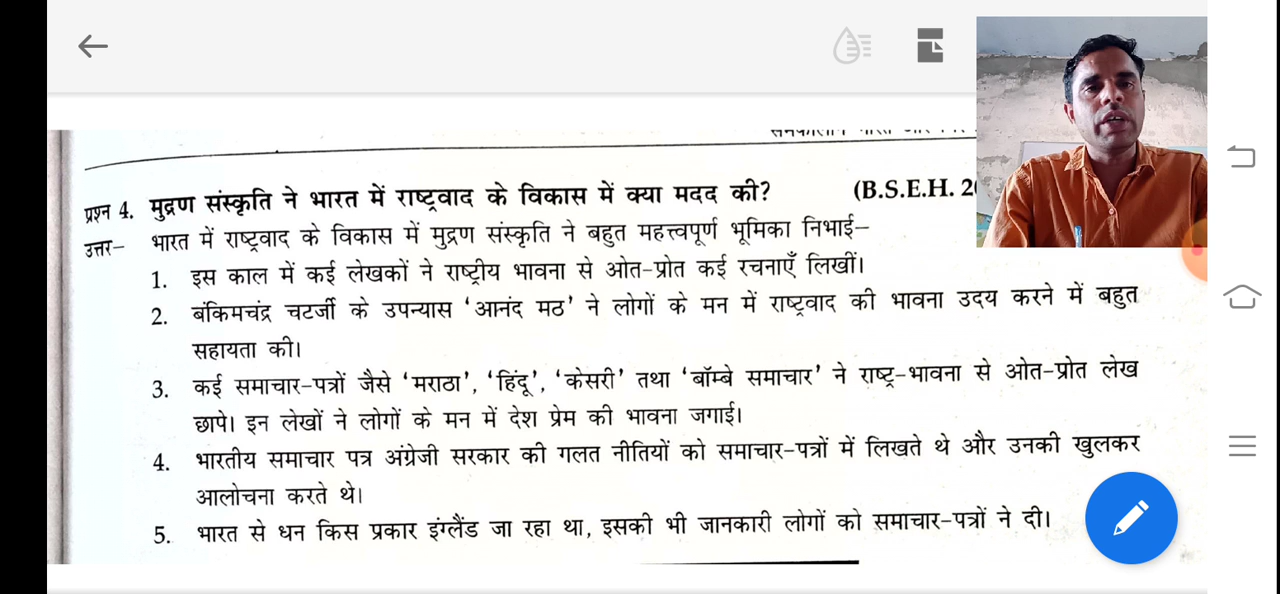 प्रश्न 4. मुद्रण संस्कृति ने भारत में राष्ट्रवाद के विकास में क्या मदद की? (B.S.E.H.
उत्तर– भारत में राष्ट्रवाद के विकास में मुद्रण संस्कृति ने बहुत महत्त्वपूर्ण भूमिका निभाई–
1. इस काल में कई लेखकों ने राष्ट्रीय भावना से ओत-प्रोत कई रचनाएँ लिखीं।
2. बंकिमचंद्र चटर्जी के उपन्यास ‘आनंद मठ’ ने लोगों के मन में राष्ट्रवाद की भावना उदय करने में बहुत
सहायता की।
3. कई समाचार-पत्रों जैसे ‘मराठा’, ‘हिंदू’, ‘केसरी’ तथा ‘बॉम्बे समाचार’ ने राष्ट्र-भावना से ओत-प्रोत लेख
छापे। इन लेखों ने लोगों के मन में देश प्रेम की भावना जगाई।
4. भारतीय समाचार पत्र अंग्रेजी सरकार की गलत नीतियों को समाचार-पत्रों में लिखते थे और उनकी खुलकर
आलोचना करते थे।
5. भारत से धन किस प्रकार इंग्लैंड जा रहा था, इसकी भी जानकारी लोगों को समाचार-पत्रों ने दी।